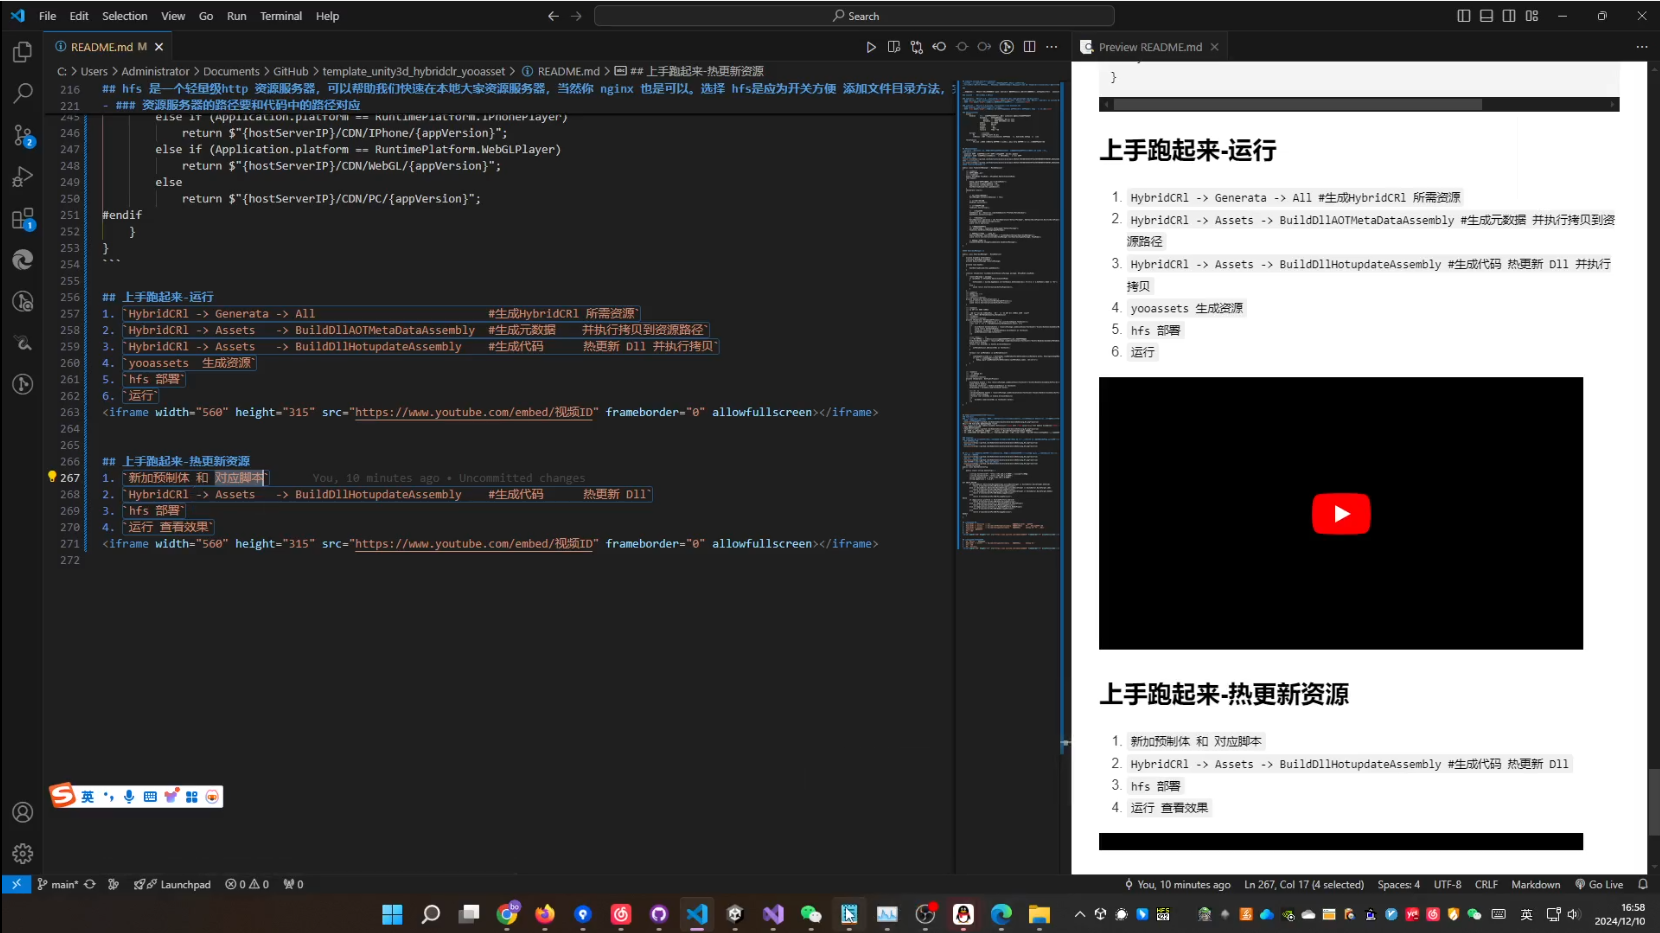 File Edit Selection View Go Run Terminal Help
Search
README.md M
Preview README.md
C: > Users > Administrator > Documents > GitHub > template_unity3d_hybridclr_yooasset > README.md > ## 上手跑起来-热更新资源
216 ## hfs 是一个轻量级http 资源服务器，可以帮助我们快速在本地大家资源服务器，当然你 nginx 也是可以。选择 hfs是应为开关方便 添加文件目录方法，
221 - ### 资源服务器的路径要和代码中的路径对应
245 else if (Application.platform == RuntimePlatform.IPhonePlayer)
246 return $"{hostServerIP}/CDN/IPhone/{appVersion}";
247 else if (Application.platform == RuntimePlatform.WebGLPlayer)
248 return $"{hostServerIP}/CDN/WebGL/{appVersion}";
249 else
250 return $"{hostServerIP}/CDN/PC/{appVersion}";
251 #endif
252 }
253 }
254 ```
255
256 ## 上手跑起来-运行
257 1. `HybridCRl -> Generata -> All #生成HybridCRl 所需资源`
258 2. `HybridCRl -> Assets -> BuildDllAOTMetaDataAssembly #生成元数据 并执行拷贝到资源路径`
259 3. `HybridCRl -> Assets -> BuildDllHotupdateAssembly #生成代码 热更新 Dll 并执行拷贝`
260 4. `yooassets 生成资源`
261 5. `hfs 部署`
262 6. `运行`
263 <iframe width="560" height="315" src="https://www.youtube.com/embed/视频ID" frameborder="0" allowfullscreen></iframe>
264
265
266 ## 上手跑起来-热更新资源
267 1. `新加预制体 和 对应脚本` You, 10 minutes ago • Uncommitted changes
268 2. `HybridCRl -> Assets -> BuildDllHotupdateAssembly #生成代码 热更新 Dll`
269 3. `hfs 部署`
270 4. `运行 查看效果`
271 <iframe width="560" height="315" src="https://www.youtube.com/embed/视频ID" frameborder="0" allowfullscreen></iframe>
272
}
上手跑起来-运行
1. HybridCRl -> Generata -> All #生成HybridCRl 所需资源
2. HybridCRl -> Assets -> BuildDllAOTMetaDataAssembly #生成元数据 并执行拷贝到资
源路径
3. HybridCRl -> Assets -> BuildDllHotupdateAssembly #生成代码 热更新 Dll 并执行
拷贝
4. yooassets 生成资源
5. hfs 部署
6. 运行
上手跑起来-热更新资源
1. 新加预制体 和 对应脚本
2. HybridCRl -> Assets -> BuildDllHotupdateAssembly #生成代码 热更新 Dll
3. hfs 部署
4. 运行 查看效果
2
1
英
main* Launchpad 0 0 0
You, 10 minutes ago Ln 267, Col 17 (4 selected) Spaces: 4 UTF-8 CRLF Markdown Go Live
英
16:58
2024/12/10